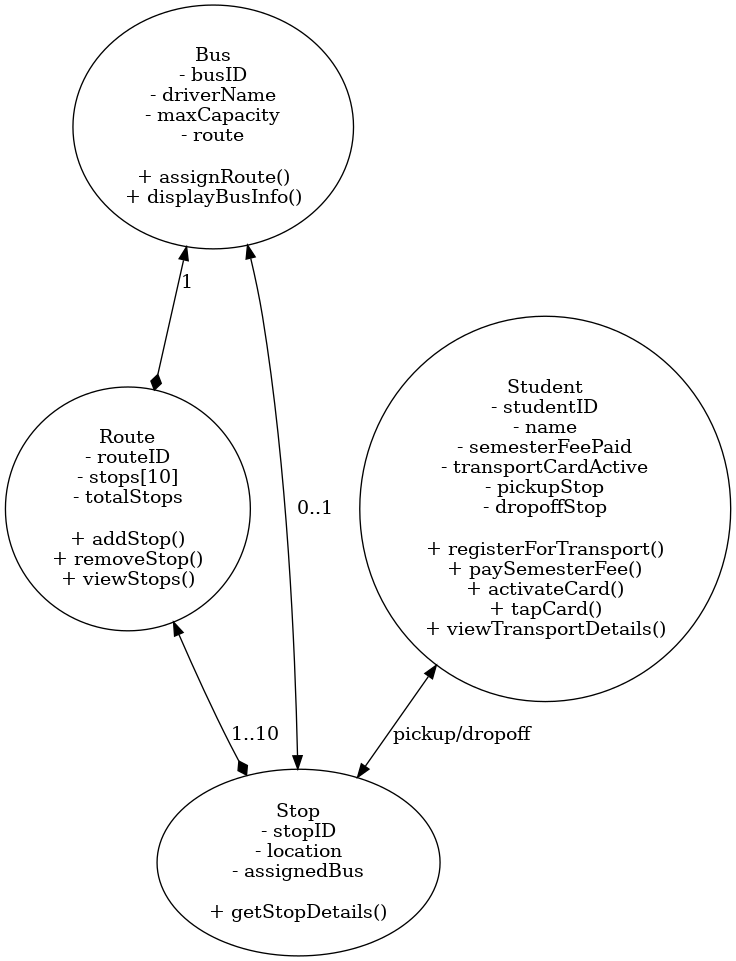 Bus
- busID
- driverName
- maxCapacity
- route
+ assignRoute()
+ displayBusInfo()
1
Route
- routeID
- stops[10]
- totalStops
+ addStop()
+ removeStop()
+ viewStops()
0..1
Student
- studentID
- name
- semesterFeePaid
- transportCardActive
- pickupStop
- dropoffStop
+ registerForTransport()
+ paySemesterFee()
+ activateCard()
+ tapCard()
+ viewTransportDetails()
1..10
pickup/dropoff
Stop
- stopID
- location
- assignedBus
+ getStopDetails()